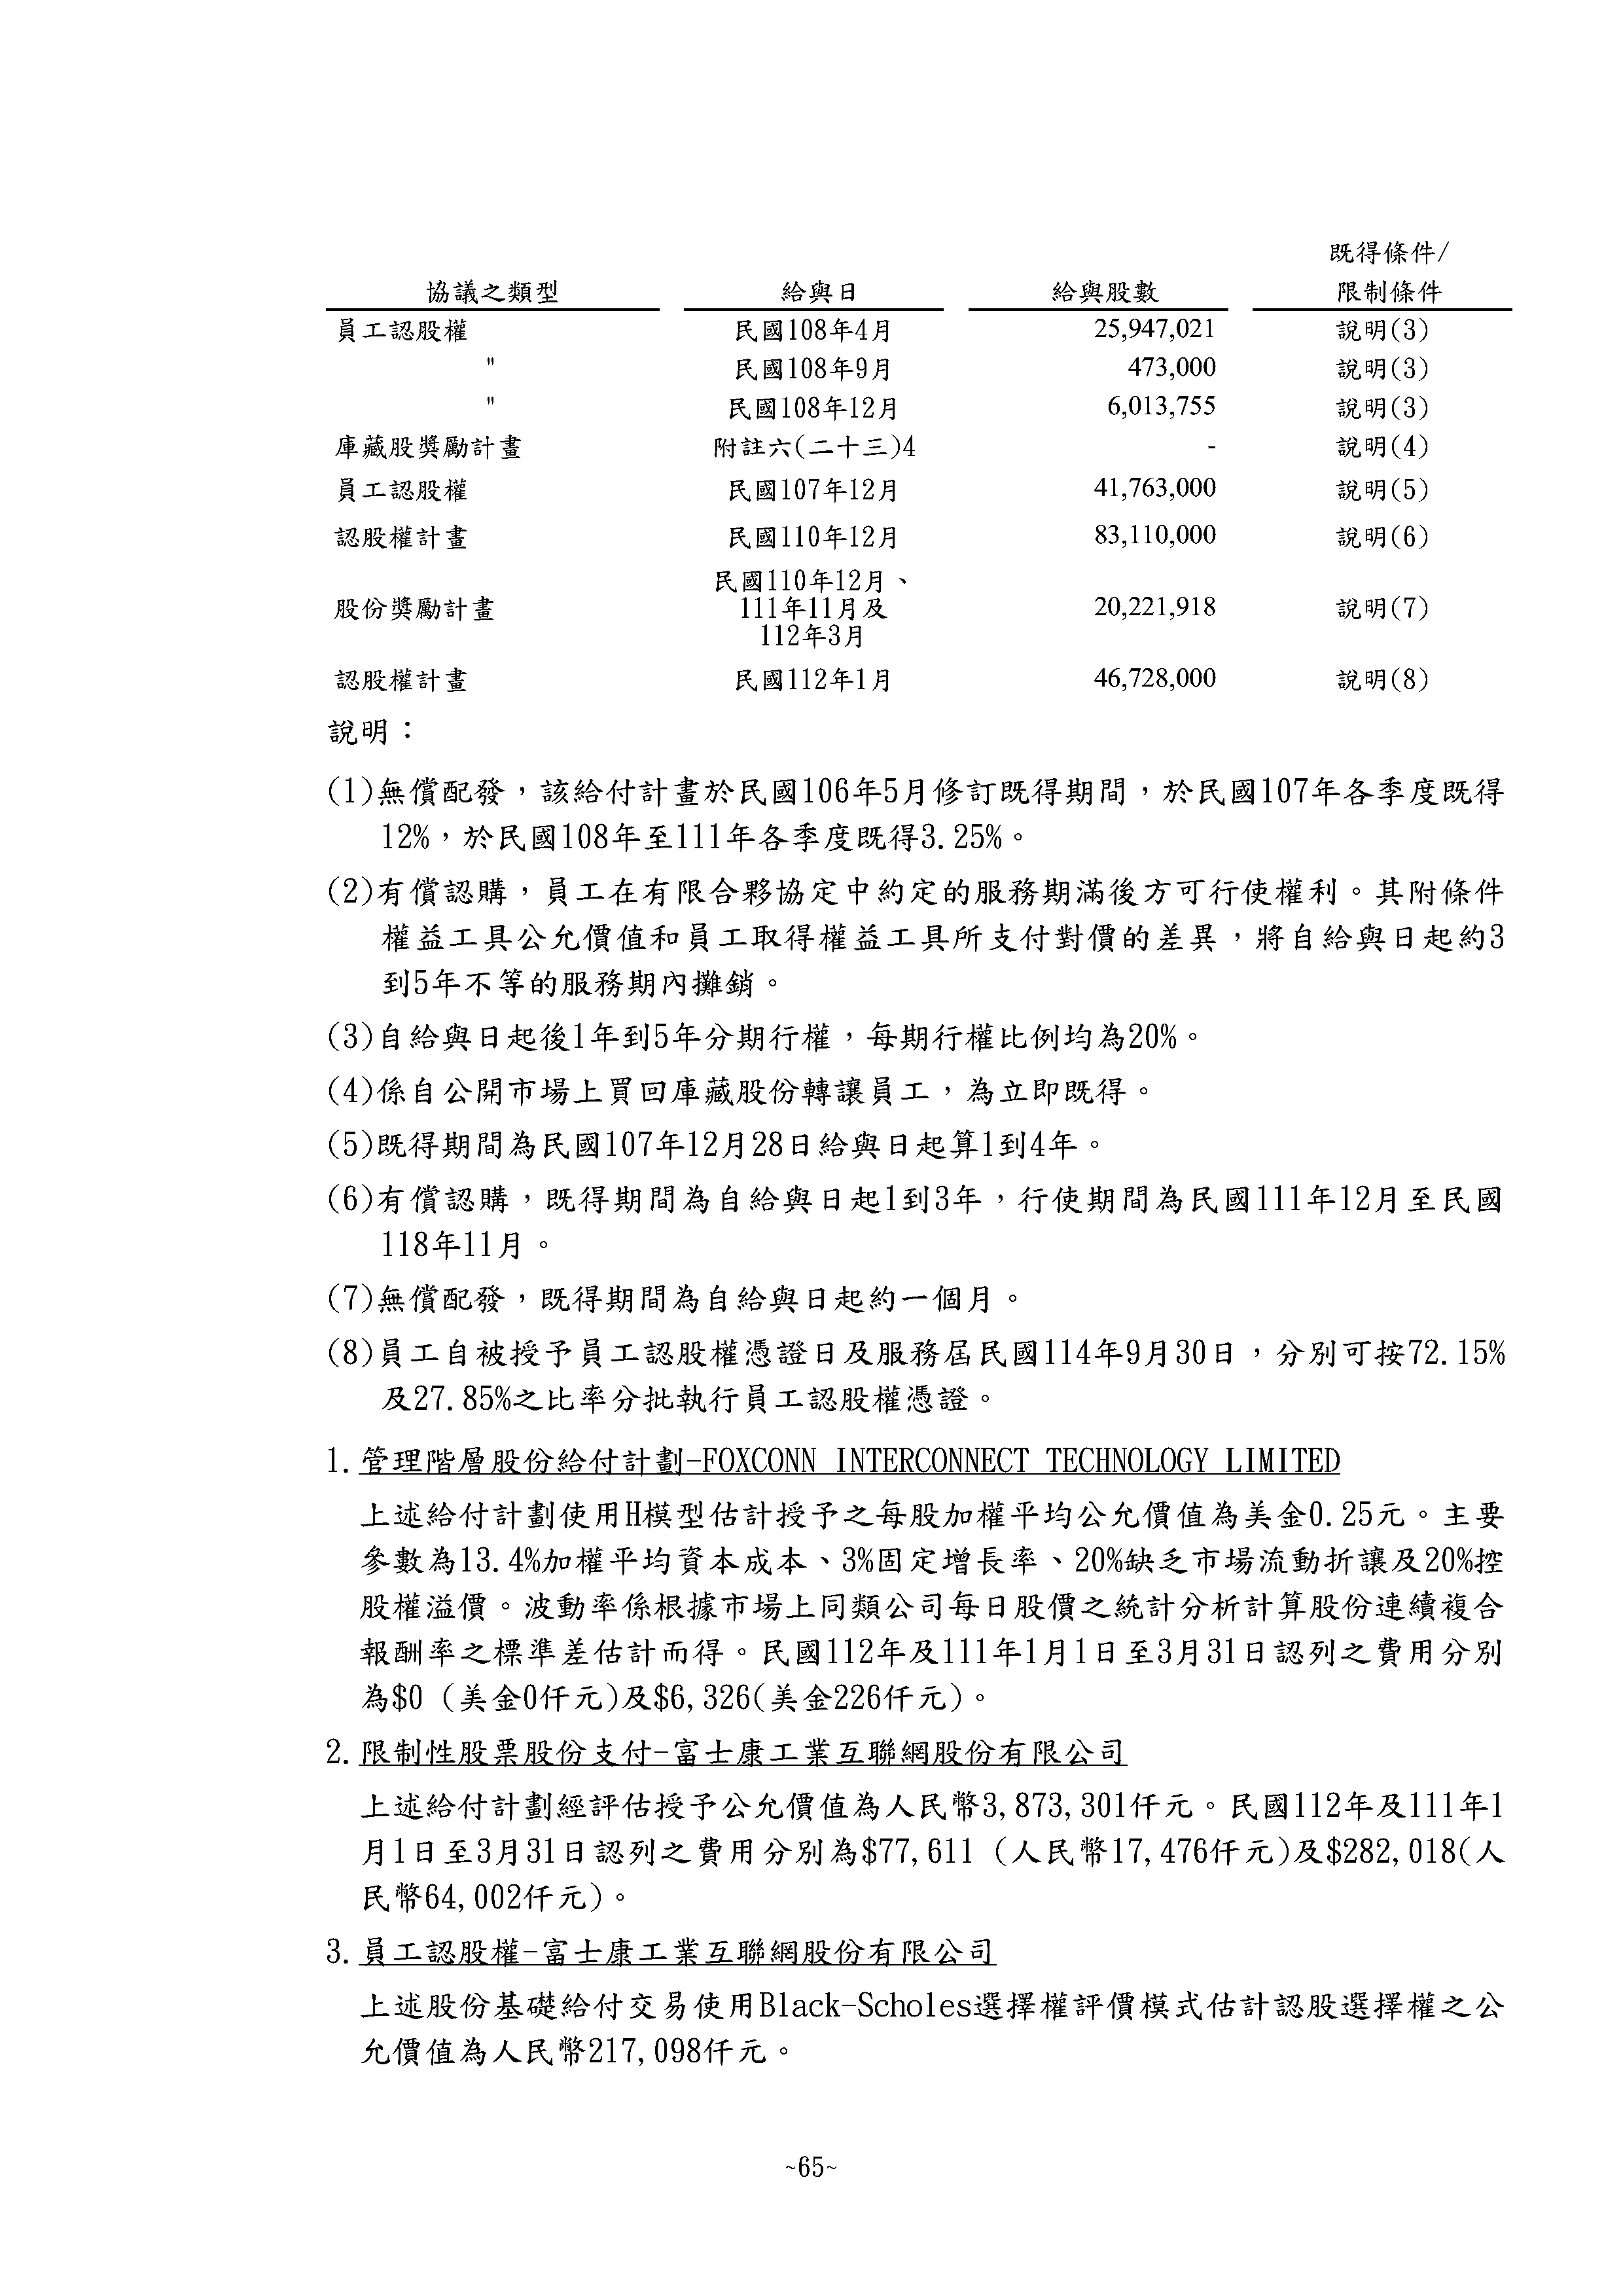 既得條件/
協議之類型 給與日 給與股數 限制條件
員工認股權 民國108年4月 25,947,021 說明(3)
" 民國108年9月 473,000 說明(3)
" 民國108年12月 6,013,755 說明(3)
庫藏股獎勵計畫 附註六(二十三)4 - 說明(4)
員工認股權 民國107年12月 41,763,000 說明(5)
認股權計畫 民國110年12月 83,110,000 說明(6)
民國110年12月、
股份獎勵計畫 111年11月及 20,221,918 說明(7)
112年3月
認股權計畫 民國112年1月 46,728,000 說明(8)
說明：
(1)無償配發，該給付計畫於民國106年5月修訂既得期間，於民國107年各季度既得
12%，於民國108年至111年各季度既得3.25%。
(2)有償認購，員工在有限合夥協定中約定的服務期滿後方可行使權利。其附條件
權益工具公允價值和員工取得權益工具所支付對價的差異，將自給與日起約3
到5年不等的服務期內攤銷。
(3)自給與日起後1年到5年分期行權，每期行權比例均為20%。
(4)係自公開市場上買回庫藏股份轉讓員工，為立即既得。
(5)既得期間為民國107年12月28日給與日起算1到4年。
(6)有償認購，既得期間為自給與日起1到3年，行使期間為民國111年12月至民國
118年11月。
(7)無償配發，既得期間為自給與日起約一個月。
(8)員工自被授予員工認股權憑證日及服務屆民國114年9月30日，分別可按72.15%
及27.85%之比率分批執行員工認股權憑證。
1.管理階層股份給付計劃-FOXCONN INTERCONNECT TECHNOLOGY LIMITED
上述給付計劃使用H模型估計授予之每股加權平均公允價值為美金0.25元。主要
參數為13.4%加權平均資本成本、3%固定增長率、20%缺乏市場流動折讓及20%控
股權溢價。波動率係根據市場上同類公司每日股價之統計分析計算股份連續複合
報酬率之標準差估計而得。民國112年及111年1月1日至3月31日認列之費用分別
為$0 (美金0仟元)及$6,326(美金226仟元)。
2.限制性股票股份支付-富士康工業互聯網股份有限公司
上述給付計劃經評估授予公允價值為人民幣3,873,301仟元。民國112年及111年1
月1日至3月31日認列之費用分別為$77,611 (人民幣17,476仟元)及$282,018(人
民幣64,002仟元)。
3.員工認股權-富士康工業互聯網股份有限公司
上述股份基礎給付交易使用Black-Scholes選擇權評價模式估計認股選擇權之公
允價值為人民幣217,098仟元。
~65~